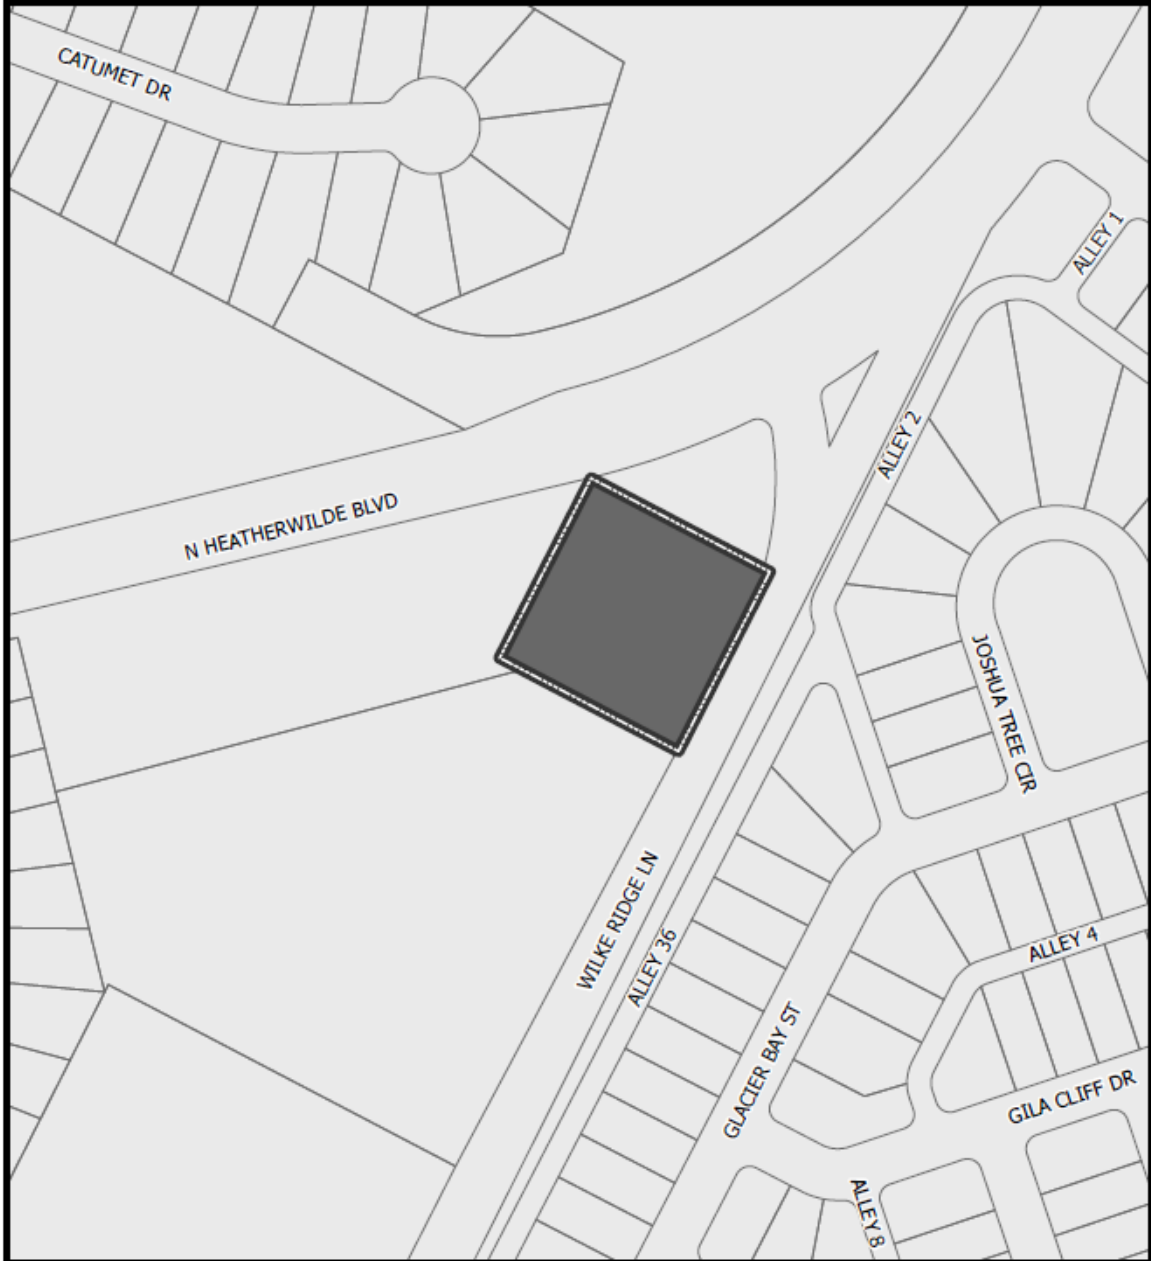 CATUMET DR
ALLEY 1
ALLEY 2
N HEATHERWILDE BLVD
JOSHUA TREE CIR
WILKE RIDGE LN
ALLEY 36
ALLEY 4
GLACIER BAY ST
GILA CLIFF DR
ALLEY 8